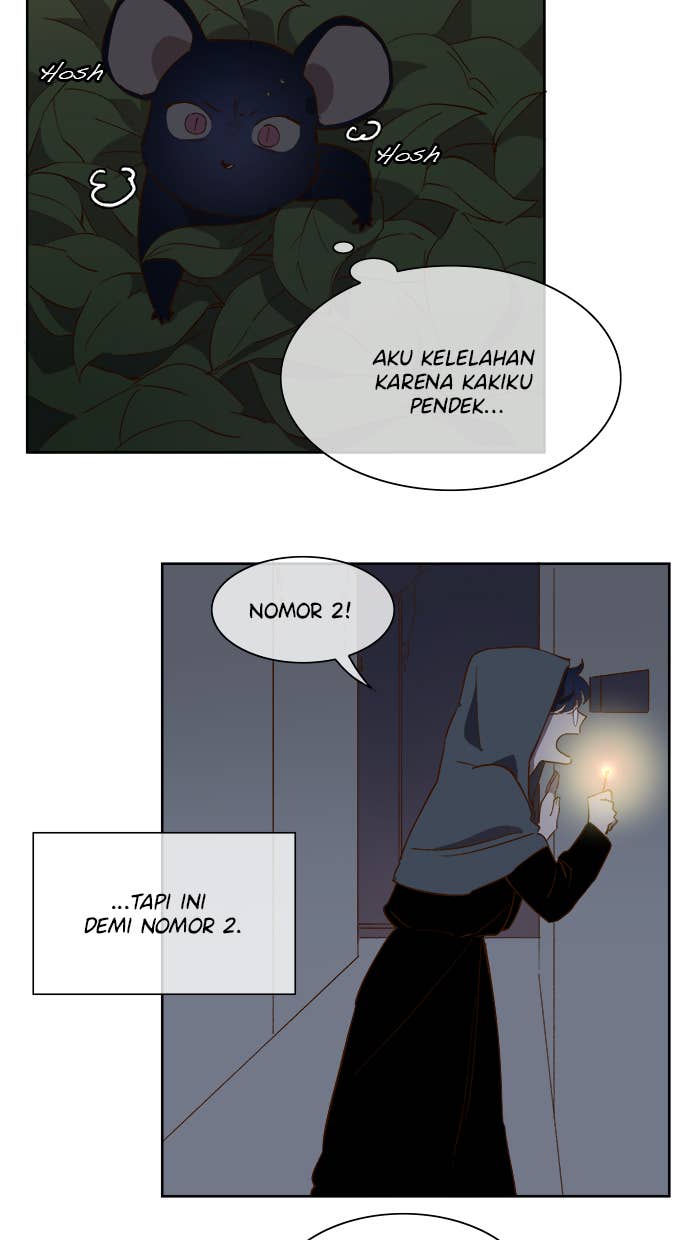 Hosh
Hosh
AKU KELELAHAN
KARENA KAKIKU
PENDEK...
NOMOR 2!
...TAPI INI
DEMI NOMOR 2.